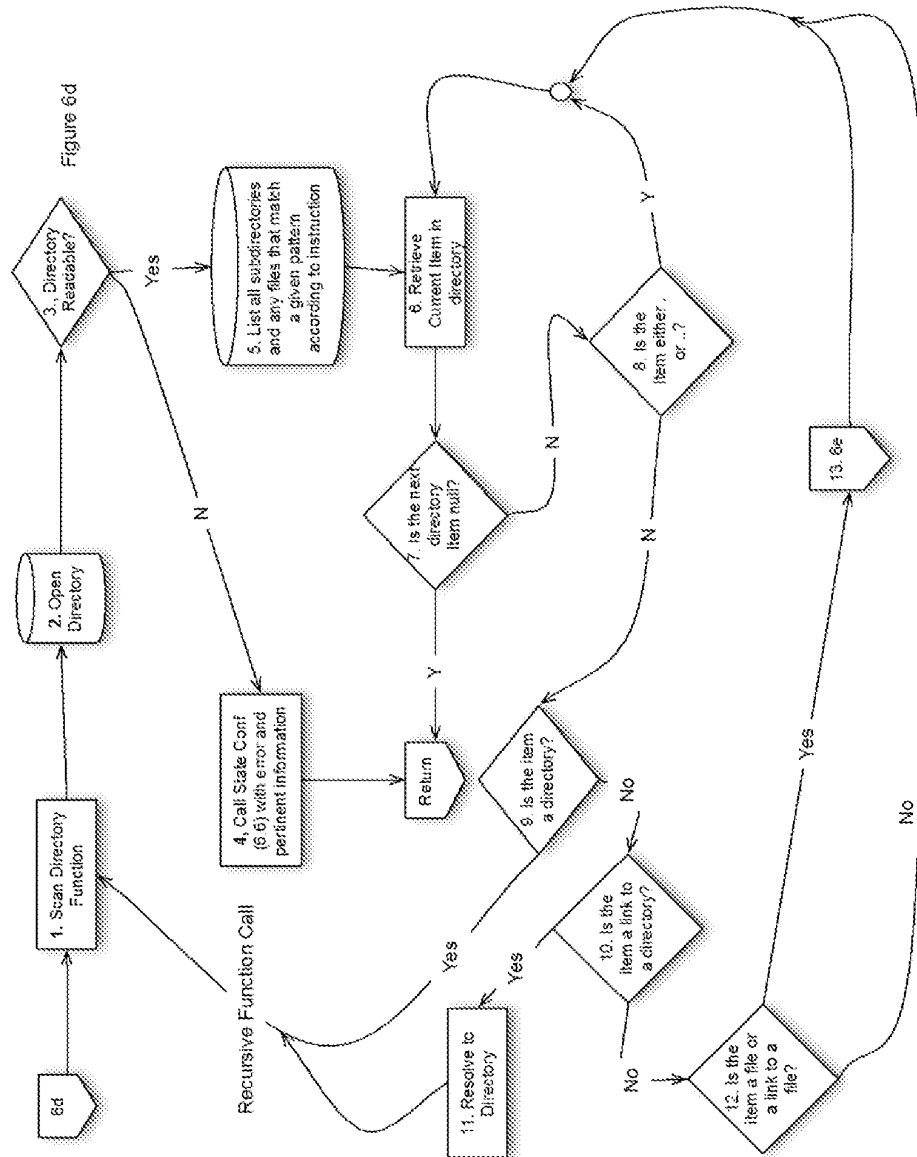 Figure 6d
6d
1. Scan Directory
Function
2. Open
Directory
3., Directory
Readable?
Yes
N
4, Call State Conf
(6.6) with error and
pertinent information
5. List all subdirectories
and any files that match
a given pattern
according to instruction
6. Retrieve
Current Item in
directory
7. Is the next
directory
Item null?
Y
Return
N
8. Is the
item either .
or ..?
Y
N
9. Is the item
a directory?
Yes
Recursive Function Call
No
10. Is the
item a link to
a directory?
Yes
11. Resolve to
Directory
No
12. Is the
item a file or
a link to a
file?
Yes
13. 6e
No